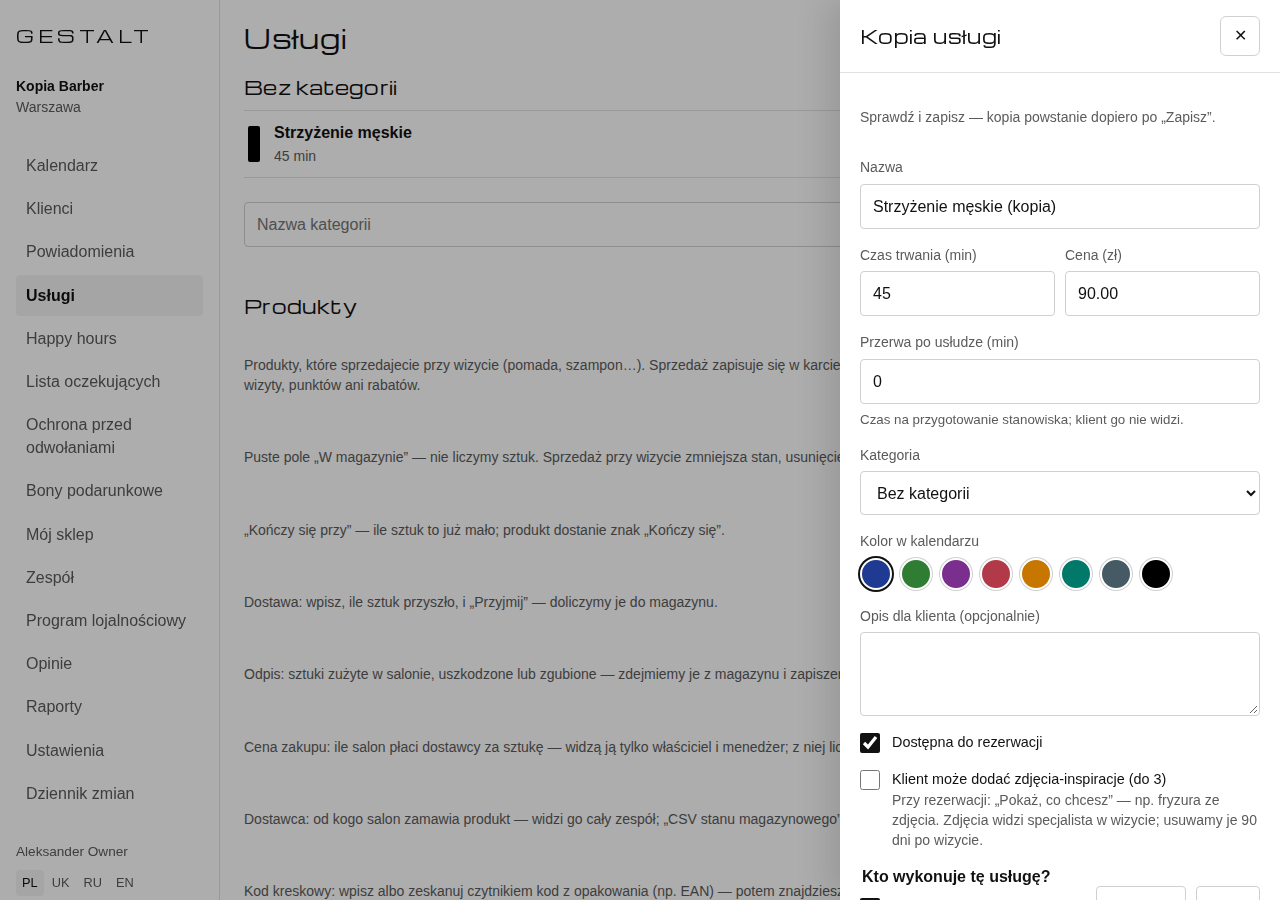 GESTALT
Kopia Barber
Warszawa
Kalendarz
Klienci
Powiadomienia
Usługi
Happy hours
Lista oczekujących
Ochrona przed
odwołaniami
Bony podarunkowe
Mój sklep
Zespół
Program lojalnościowy
Opinie
Raporty
Ustawienia
Dziennik zmian
Aleksander Owner
PL UK RU EN
Usługi
Bez kategorii
Strzyżenie męskie
45 min
Nazwa kategorii
Produkty
Produkty, które sprzedajecie przy wizycie (pomada, szampon…). Sprzedaż zapisuje się w karcie
wizyty, punktów ani rabatów.
Puste pole „W magazynie” — nie liczymy sztuk. Sprzedaż przy wizycie zmniejsza stan, usunięcie
„Kończy się przy” — ile sztuk to już mało; produkt dostanie znak „Kończy się”.
Dostawa: wpisz, ile sztuk przyszło, i „Przyjmij” — doliczymy je do magazynu.
Odpis: sztuki zużyte w salonie, uszkodzone lub zgubione — zdejmiemy je z magazynu i
Cena zakupu: ile salon płaci dostawcy za sztukę — widzą ją tylko właściciel i menedżer; z niej
Dostawca: od kogo salon zamawia produkt — widzi go cały zespół; „CSV stanu magazynowego”
Kod kreskowy: wpisz albo zeskanuj czytnikiem kod z opakowania (np. EAN) — potem
Kopia usługi
✕
Sprawdź i zapisz — kopia powstanie dopiero po „Zapisz”.
Nazwa
Strzyżenie męskie (kopia)
Czas trwania (min)
Cena (zł)
45
90.00
Przerwa po usłudze (min)
0
Czas na przygotowanie stanowiska; klient go nie widzi.
Kategoria
Bez kategorii
Kolor w kalendarzu
Opis dla klienta (opcjonalnie)
Dostępna do rezerwacji
Klient może dodać zdjęcia-inspiracje (do 3)
Przy rezerwacji: „Pokaż, co chcesz” — np. fryzura ze
zdjęcia. Zdjęcia widzi specjalista w wizycie; usuwamy je 90
dni po wizycie.
Kto wykonuje tę usługę?